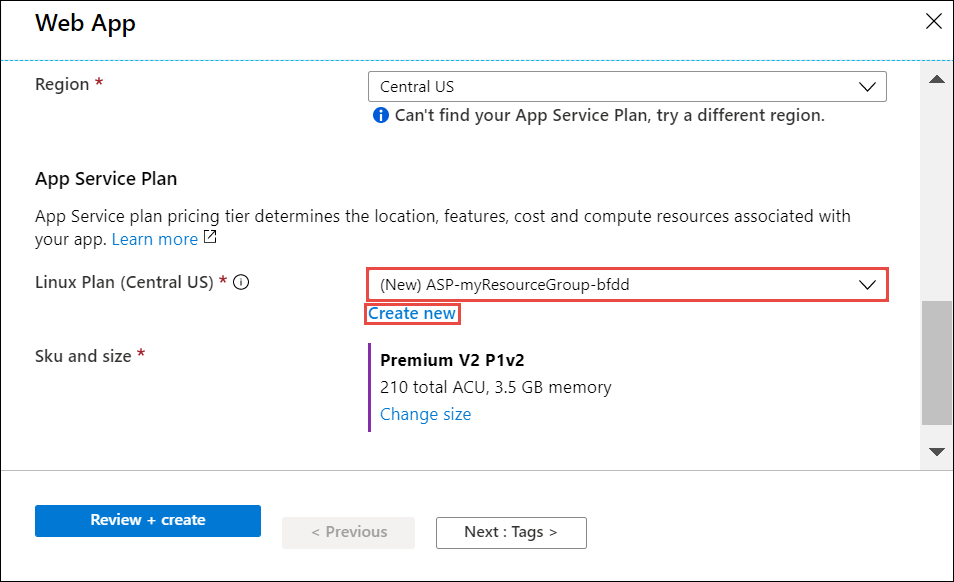 Web App
Region *
Central US
Can't find your App Service Plan, try a different region.
App Service Plan
App Service plan pricing tier determines the location, features, cost and compute resources associated with
your app. Learn more
Linux Plan (Central US) *
(New) ASP-myResourceGroup-bfdd
Create new
Sku and size *
Premium V2 P1v2
210 total ACU, 3.5 GB memory
Change size
Review + create
< Previous
Next : Tags >